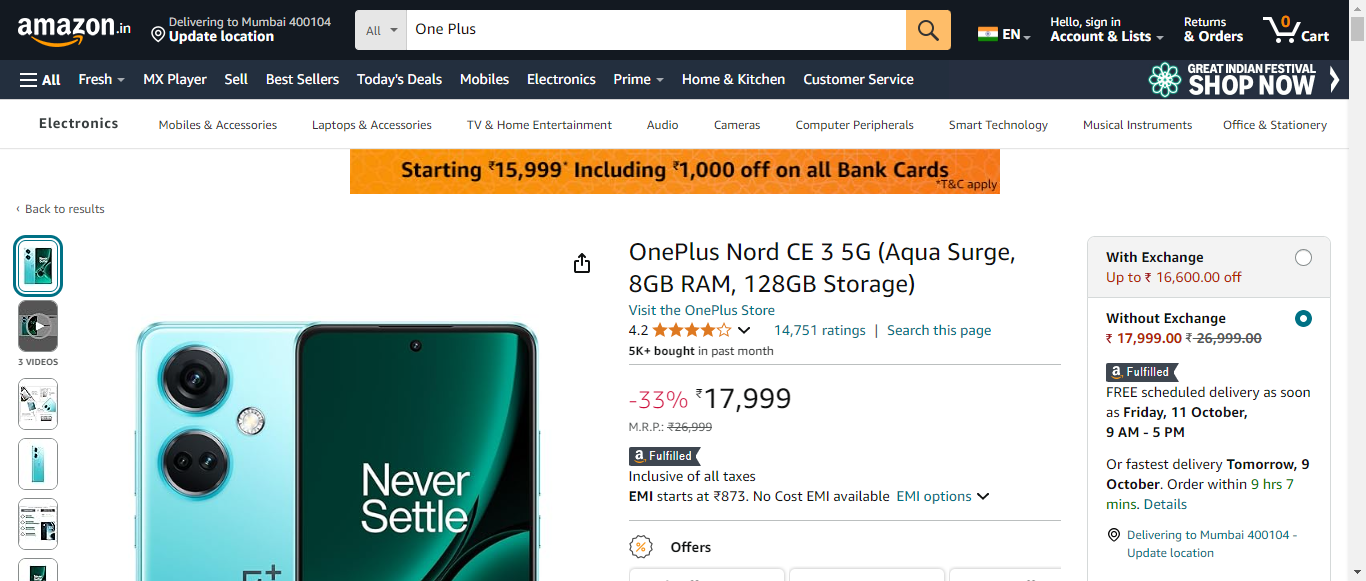 amazon.in
Delivering to Mumbai 400104
Update location
All
One Plus
EN
Hello, sign in
Account & Lists
Returns
& Orders
0
Cart
All
Fresh
MX Player
Sell
Best Sellers
Today's Deals
Mobiles
Electronics
Prime
Home & Kitchen
Customer Service
GREAT INDIAN FESTIVAL
SHOP NOW
Electronics
Mobiles & Accessories
Laptops & Accessories
TV & Home Entertainment
Audio
Cameras
Computer Peripherals
Smart Technology
Musical Instruments
Office & Stationery
Starting ₹15,999* Including ₹1,000 off on all Bank Cards
*T&C apply
‹ Back to results
3 VIDEOS
Never
Settle
OnePlus Nord CE 3 5G (Aqua Surge,
8GB RAM, 128GB Storage)
Visit the OnePlus Store
4.2
14,751 ratings | Search this page
5K+ bought in past month
-33% ₹17,999
M.R.P.: ₹26,999
a Fulfilled
Inclusive of all taxes
EMI starts at ₹873. No Cost EMI available EMI options
Offers
With Exchange
Up to ₹ 16,600.00 off
Without Exchange
₹ 17,999.00 ₹ 26,999.00
a Fulfilled
FREE scheduled delivery as soon
as Friday, 11 October,
9 AM - 5 PM
Or fastest delivery Tomorrow, 9
October. Order within 9 hrs 7
mins. Details
Delivering to Mumbai 400104 -
Update location